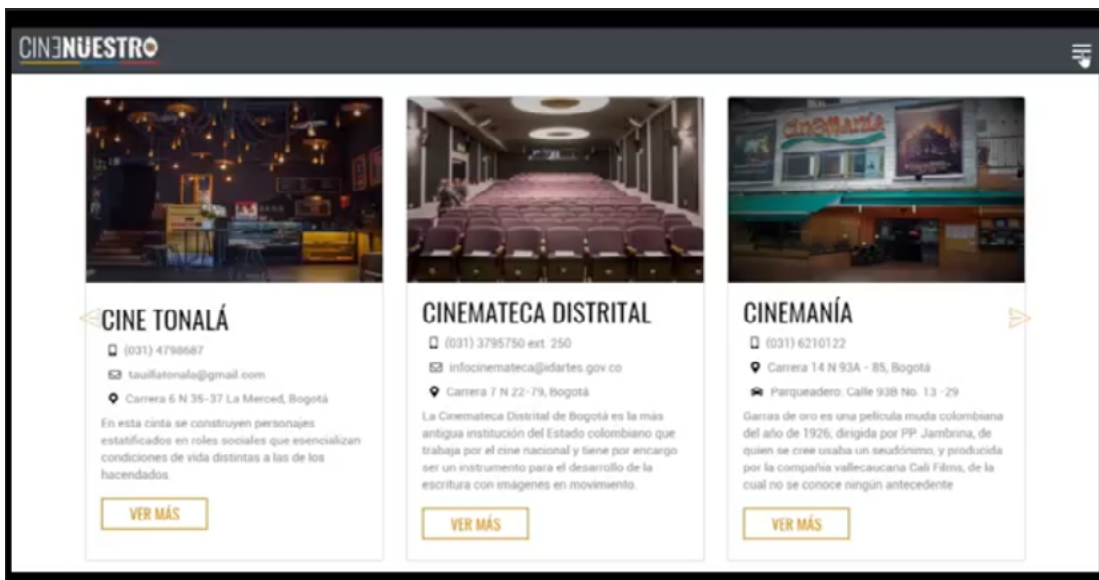 CINƎNUESTRO
CINE TONALÁ
(031) 4798687
tauillatonala@gmail.com
Carrera 6 N 35-37 La Merced, Bogotá
En esta cinta se construyen personajes
estatificados en roles sociales que esencializan
condiciones de vida distintas a las de los
hacendados.
VER MÁS
CINEMATECA DISTRITAL
(031) 3795750 ext. 250
infocinemateca@idartes.gov.co
Carrera 7 N 22-79, Bogotá
La Cinemateca Distrital de Bogotá es la más
antigua institución del Estado colombiano que
trabaja por el cine nacional y tiene por encargo
ser un instrumento para el desarrollo de la
escritura con imágenes en movimiento.
VER MÁS
cinemanía
CINEMANÍA
(031) 6210122
Carrera 14 N 93A - 85, Bogotá
Parqueadero: Calle 93B No. 13 -29
Garras de oro es una película muda colombiana
del año de 1926, dirigida por PP. Jambrina, de
quien se cree usaba un seudónimo, y producida
por la compañía vallecaucana Cali Films, de la
cual no se conoce ningún antecedente
VER MÁS